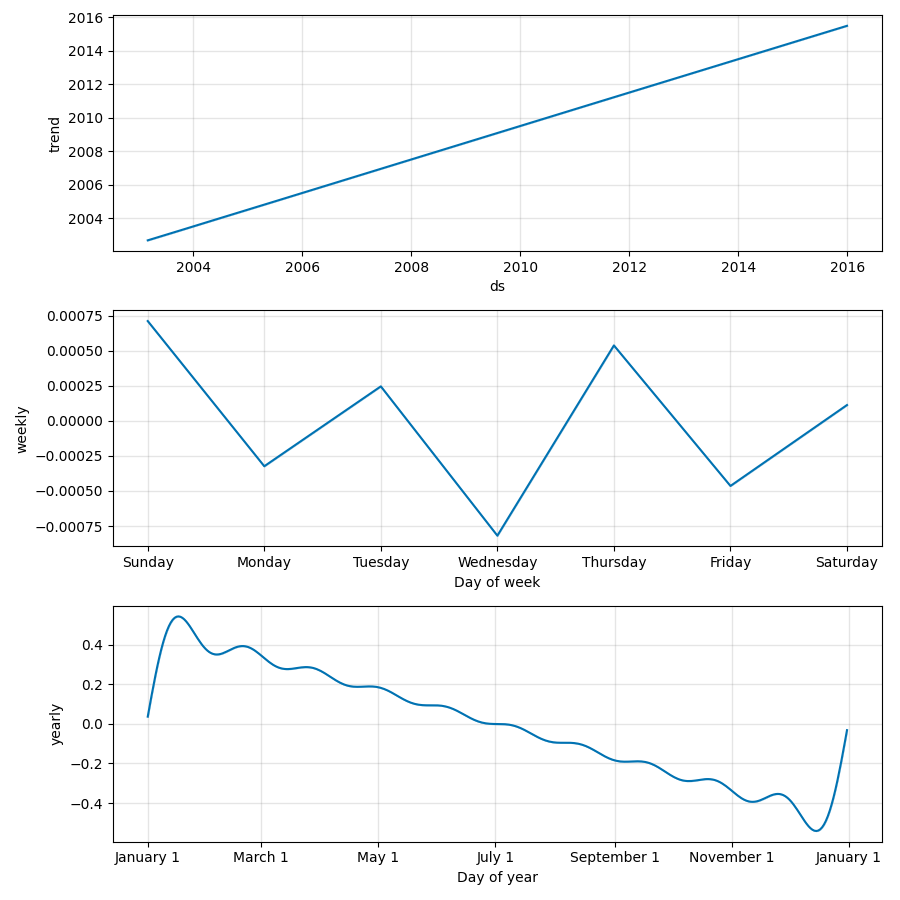 2016
2014
2012
2010
2008
2006
2004
trend
2004 2006 2008 2010 2012 2014 2016
ds
0.00075
0.00050
0.00025
0.00000
−0.00025
−0.00050
−0.00075
weekly
Sunday Monday Tuesday Wednesday Thursday Friday Saturday
Day of week
0.4
0.2
0.0
−0.2
−0.4
yearly
January 1 March 1 May 1 July 1 September 1 November 1 January 1
Day of year